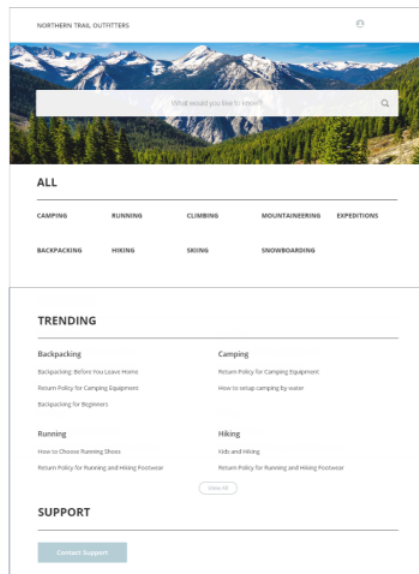 NORTHERN TRAIL OUTFITTERS
What would you like to know?
ALL
CAMPING RUNNING CLIMBING MOUNTAINEERING EXPEDITIONS
BACKPACKING HIKING SKIING SNOWBOARDING
TRENDING
Backpacking
Backpacking: Before You Leave Home
Return Policy for Camping Equipment
Backpacking for Beginners
Camping
Return Policy for Camping Equipment
How to setup camping by water
Running
How to Choose Running Shoes
Return Policy for Running and Hiking Footwear
Hiking
Kids and Hiking
Return Policy for Running and Hiking Footwear
View All
SUPPORT
Contact Support